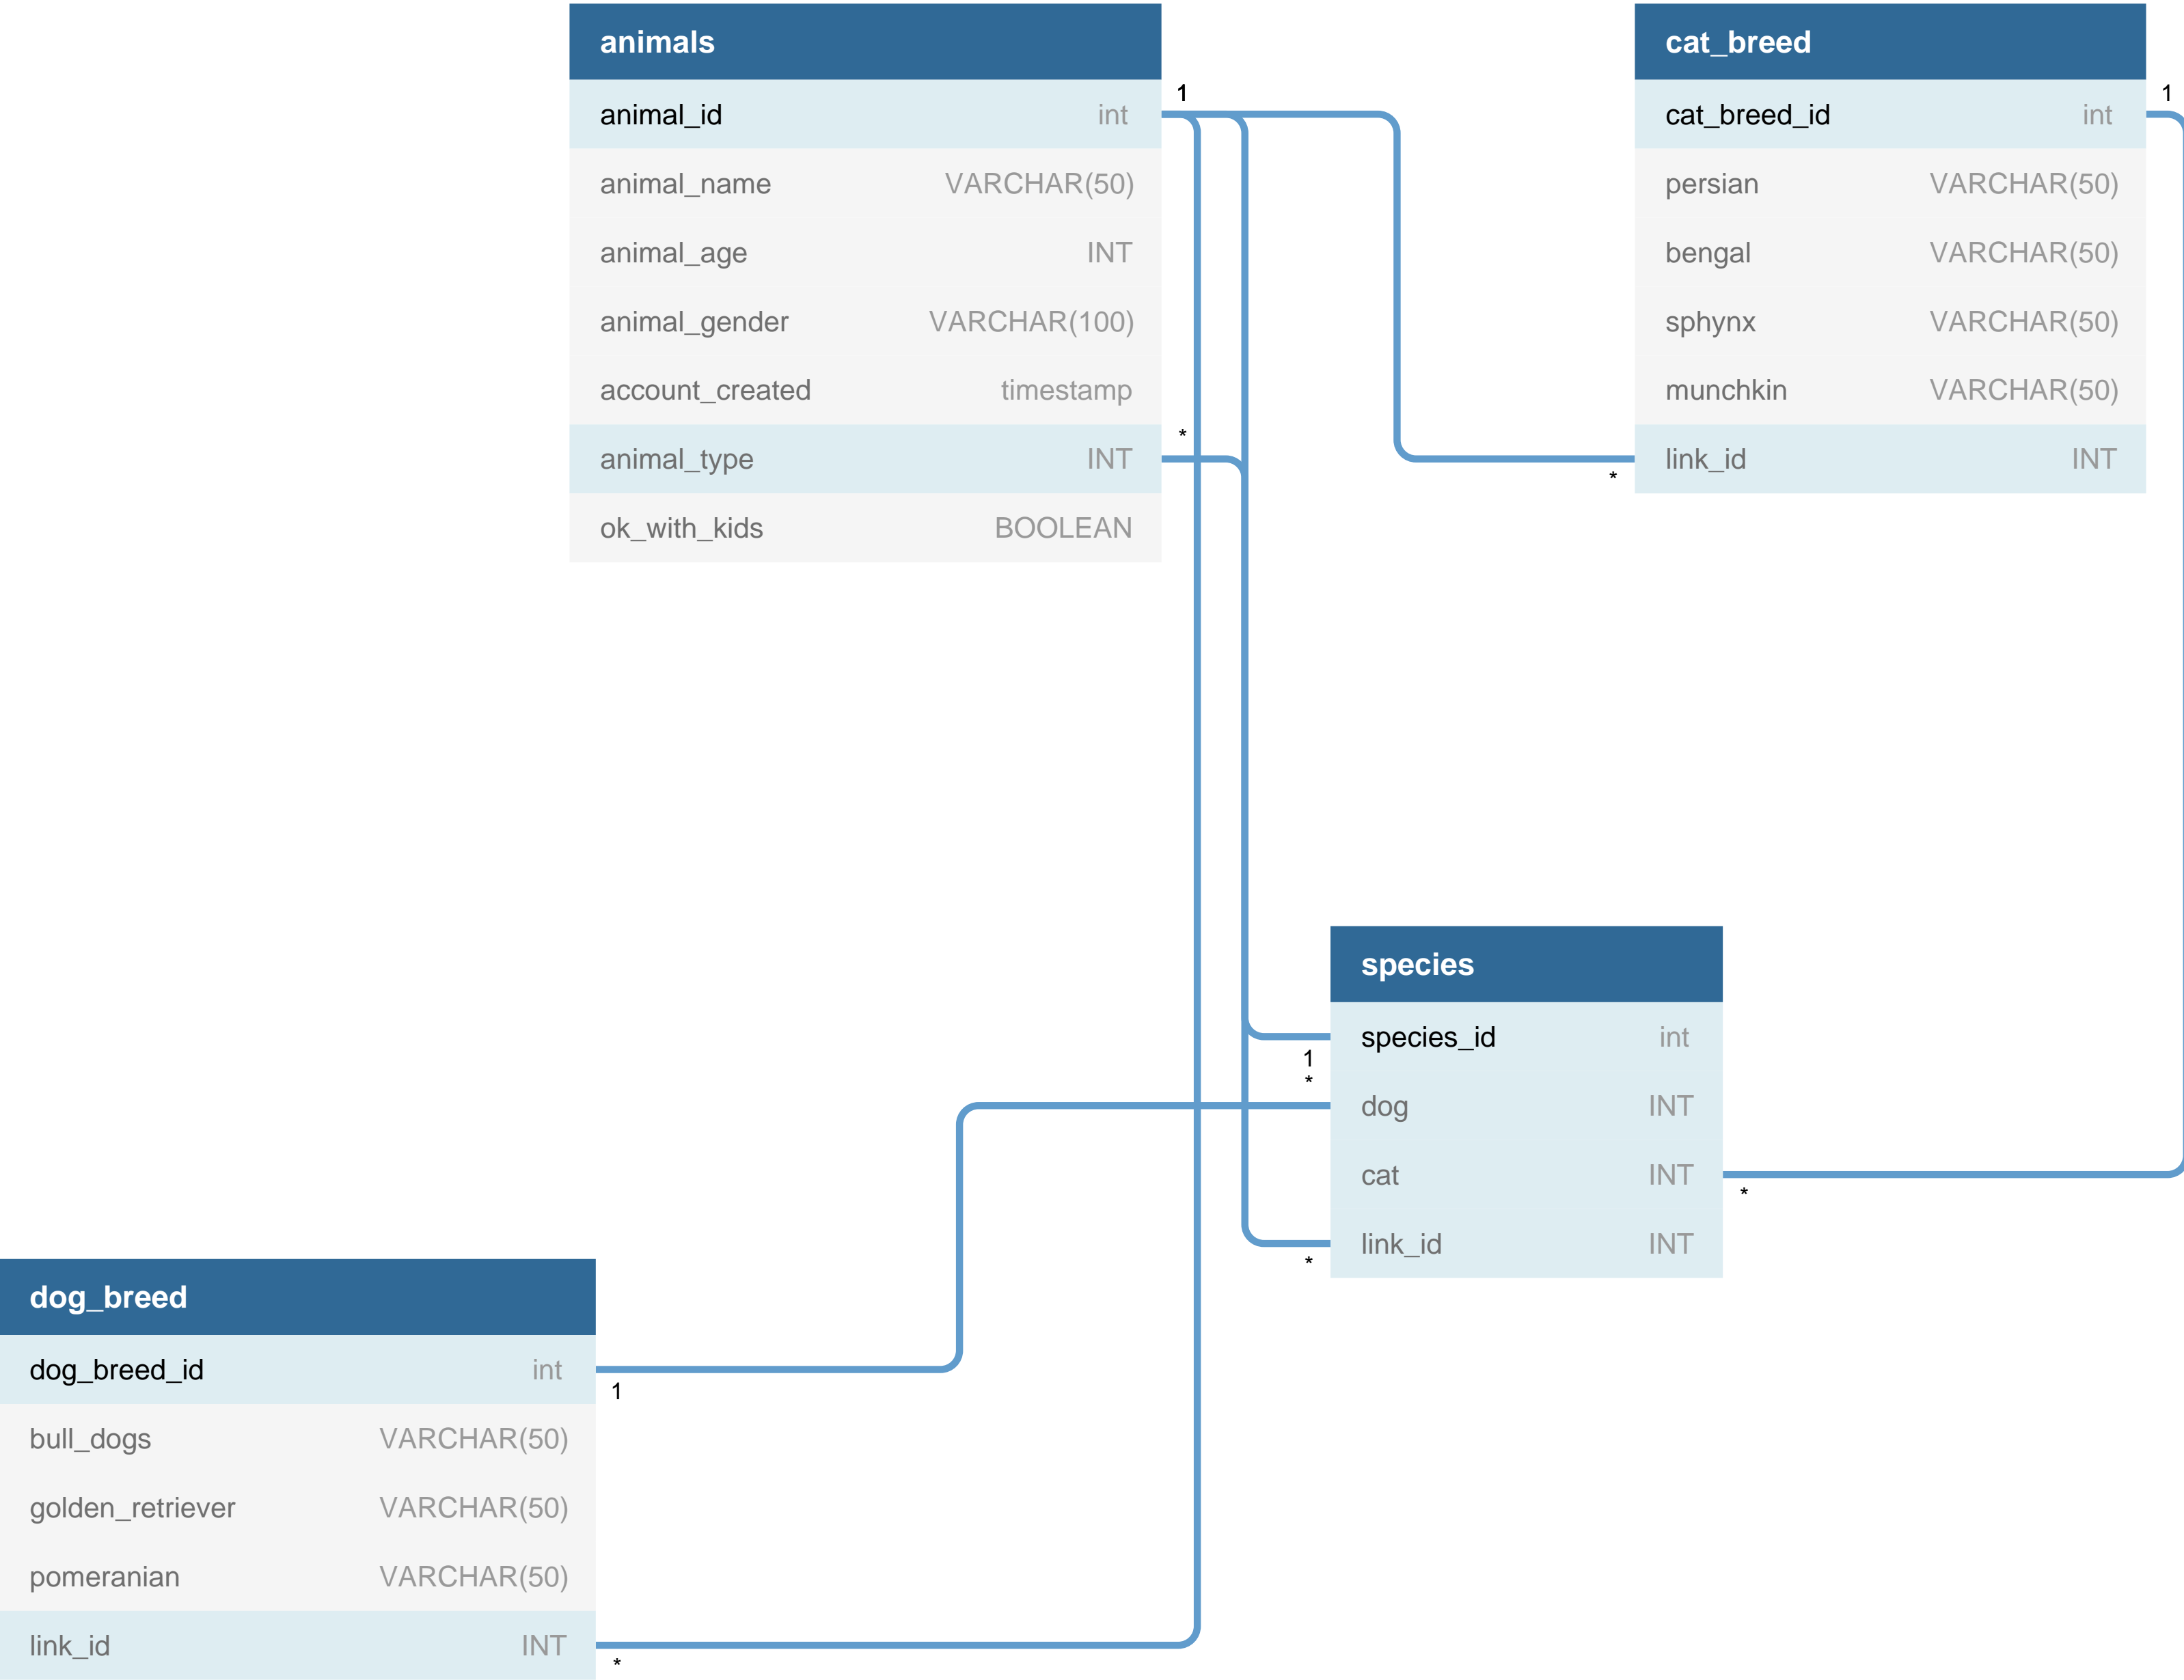 animals
animal_id int
animal_name VARCHAR(50)
animal_age INT
animal_gender VARCHAR(100)
account_created timestamp
animal_type INT
ok_with_kids BOOLEAN
1
*
cat_breed
cat_breed_id int
persian VARCHAR(50)
bengal VARCHAR(50)
sphynx VARCHAR(50)
munchkin VARCHAR(50)
link_id INT
1
*
species
species_id int
dog INT
cat INT
link_id INT
1
*
*
*
dog_breed
dog_breed_id int
bull_dogs VARCHAR(50)
golden_retriever VARCHAR(50)
pomeranian VARCHAR(50)
link_id INT
1
*